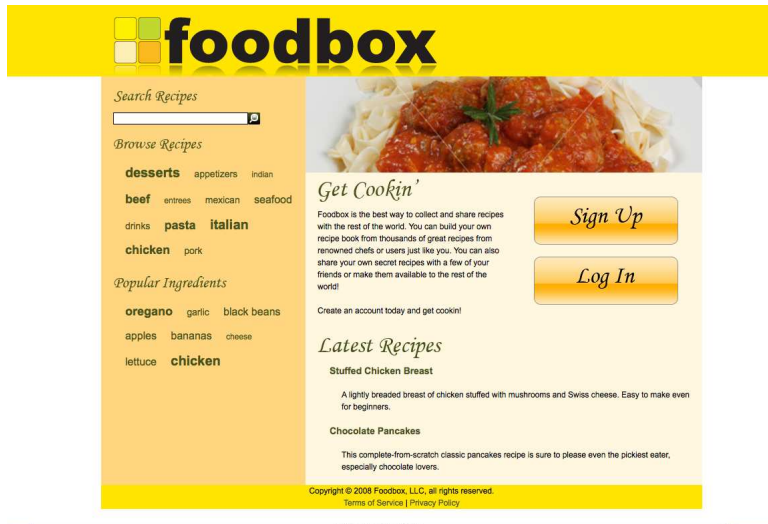 foodbox
Search Recipes
Browse Recipes
desserts appetizers indian
beef entrees mexican seafood
drinks pasta italian
chicken pork
Popular Ingredients
oregano garlic black beans
apples bananas cheese
lettuce chicken
Get Cookin'
Foodbox is the best way to collect and share recipes
with the rest of the world. You can build your own
recipe book from thousands of great recipes from
renowned chefs or users just like you. You can also
share your own secret recipes with a few of your
friends or make them available to the rest of the
world!
Create an account today and get cookin!
Sign Up
Log In
Latest Recipes
Stuffed Chicken Breast
A lightly breaded breast of chicken stuffed with mushrooms and Swiss cheese. Easy to make even
for beginners.
Chocolate Pancakes
This complete-from-scratch classic pancakes recipe is sure to please even the pickiest eater,
especially chocolate lovers.
Copyright © 2008 Foodbox, LLC, all rights reserved.
Terms of Service | Privacy Policy